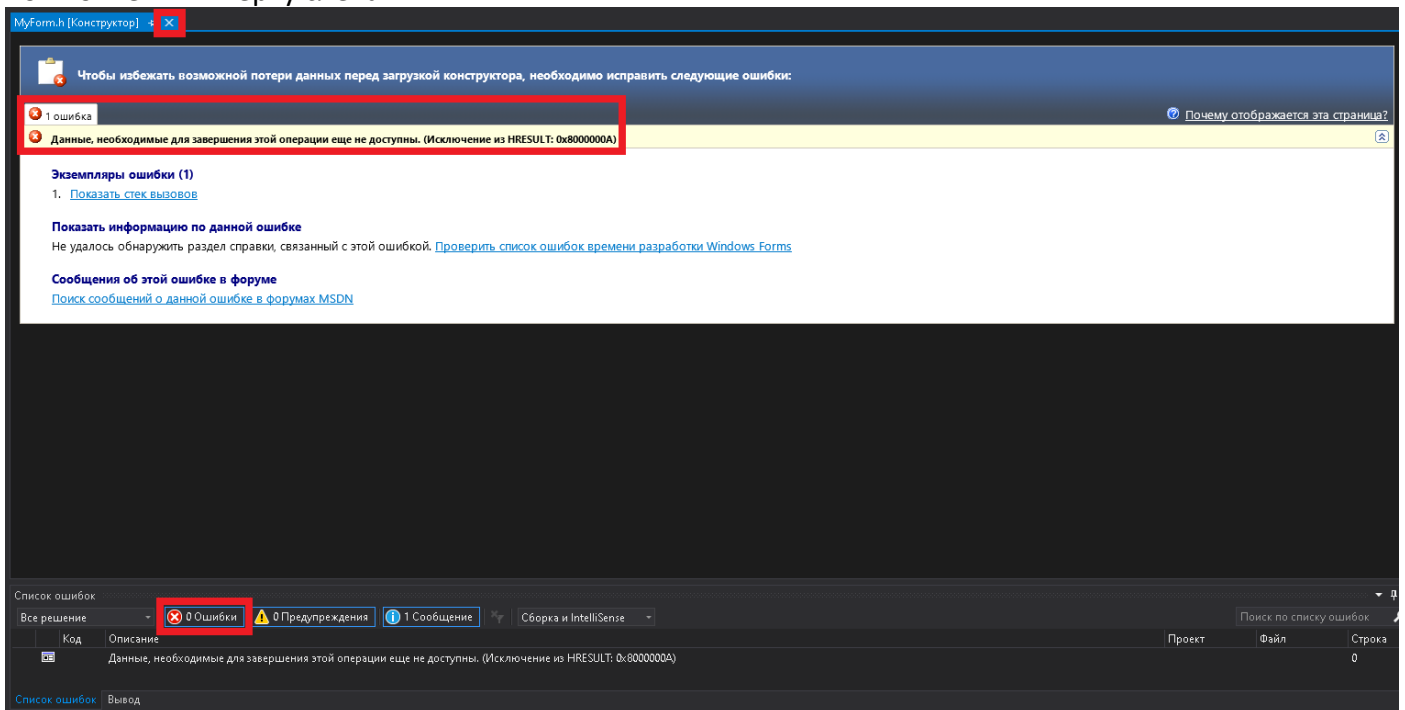 MyForm.h [Конструктор]
Чтобы избежать возможной потери данных перед загрузкой конструктора, необходимо исправить следующие ошибки:
1 ошибка
Почему отображается эта страница?
Данные, необходимые для завершения этой операции еще не доступны. (Исключение из HRESULT: 0x8000000A)
Экземпляры ошибки (1)
1. Показать стек вызовов
Показать информацию по данной ошибке
Не удалось обнаружить раздел справки, связанный с этой ошибкой. Проверить список ошибок времени разработки Windows Forms
Сообщения об этой ошибке в форуме
Поиск сообщений о данной ошибке в форумах MSDN
Список ошибок
Все решение 0 Ошибки 0 Предупреждения 1 Сообщение Сборка и IntelliSense Поиск по списку ошибок
Код Описание Проект Файл Строка
Данные, необходимые для завершения этой операции еще не доступны. (Исключение из HRESULT: 0x8000000A) 0
Список ошибок Вывод